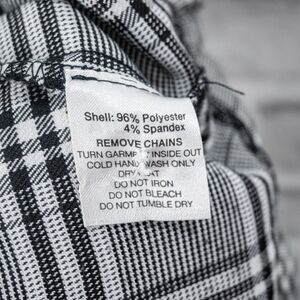 Shell: 96% Polyester
4% Spandex
REMOVE CHAINS
TURN INSIDE OUT
COLD HAND WASH ONLY
DRY FLAT
DO NOT IRON
DO NOT BLEACH
DO NOT TUMBLE DRY